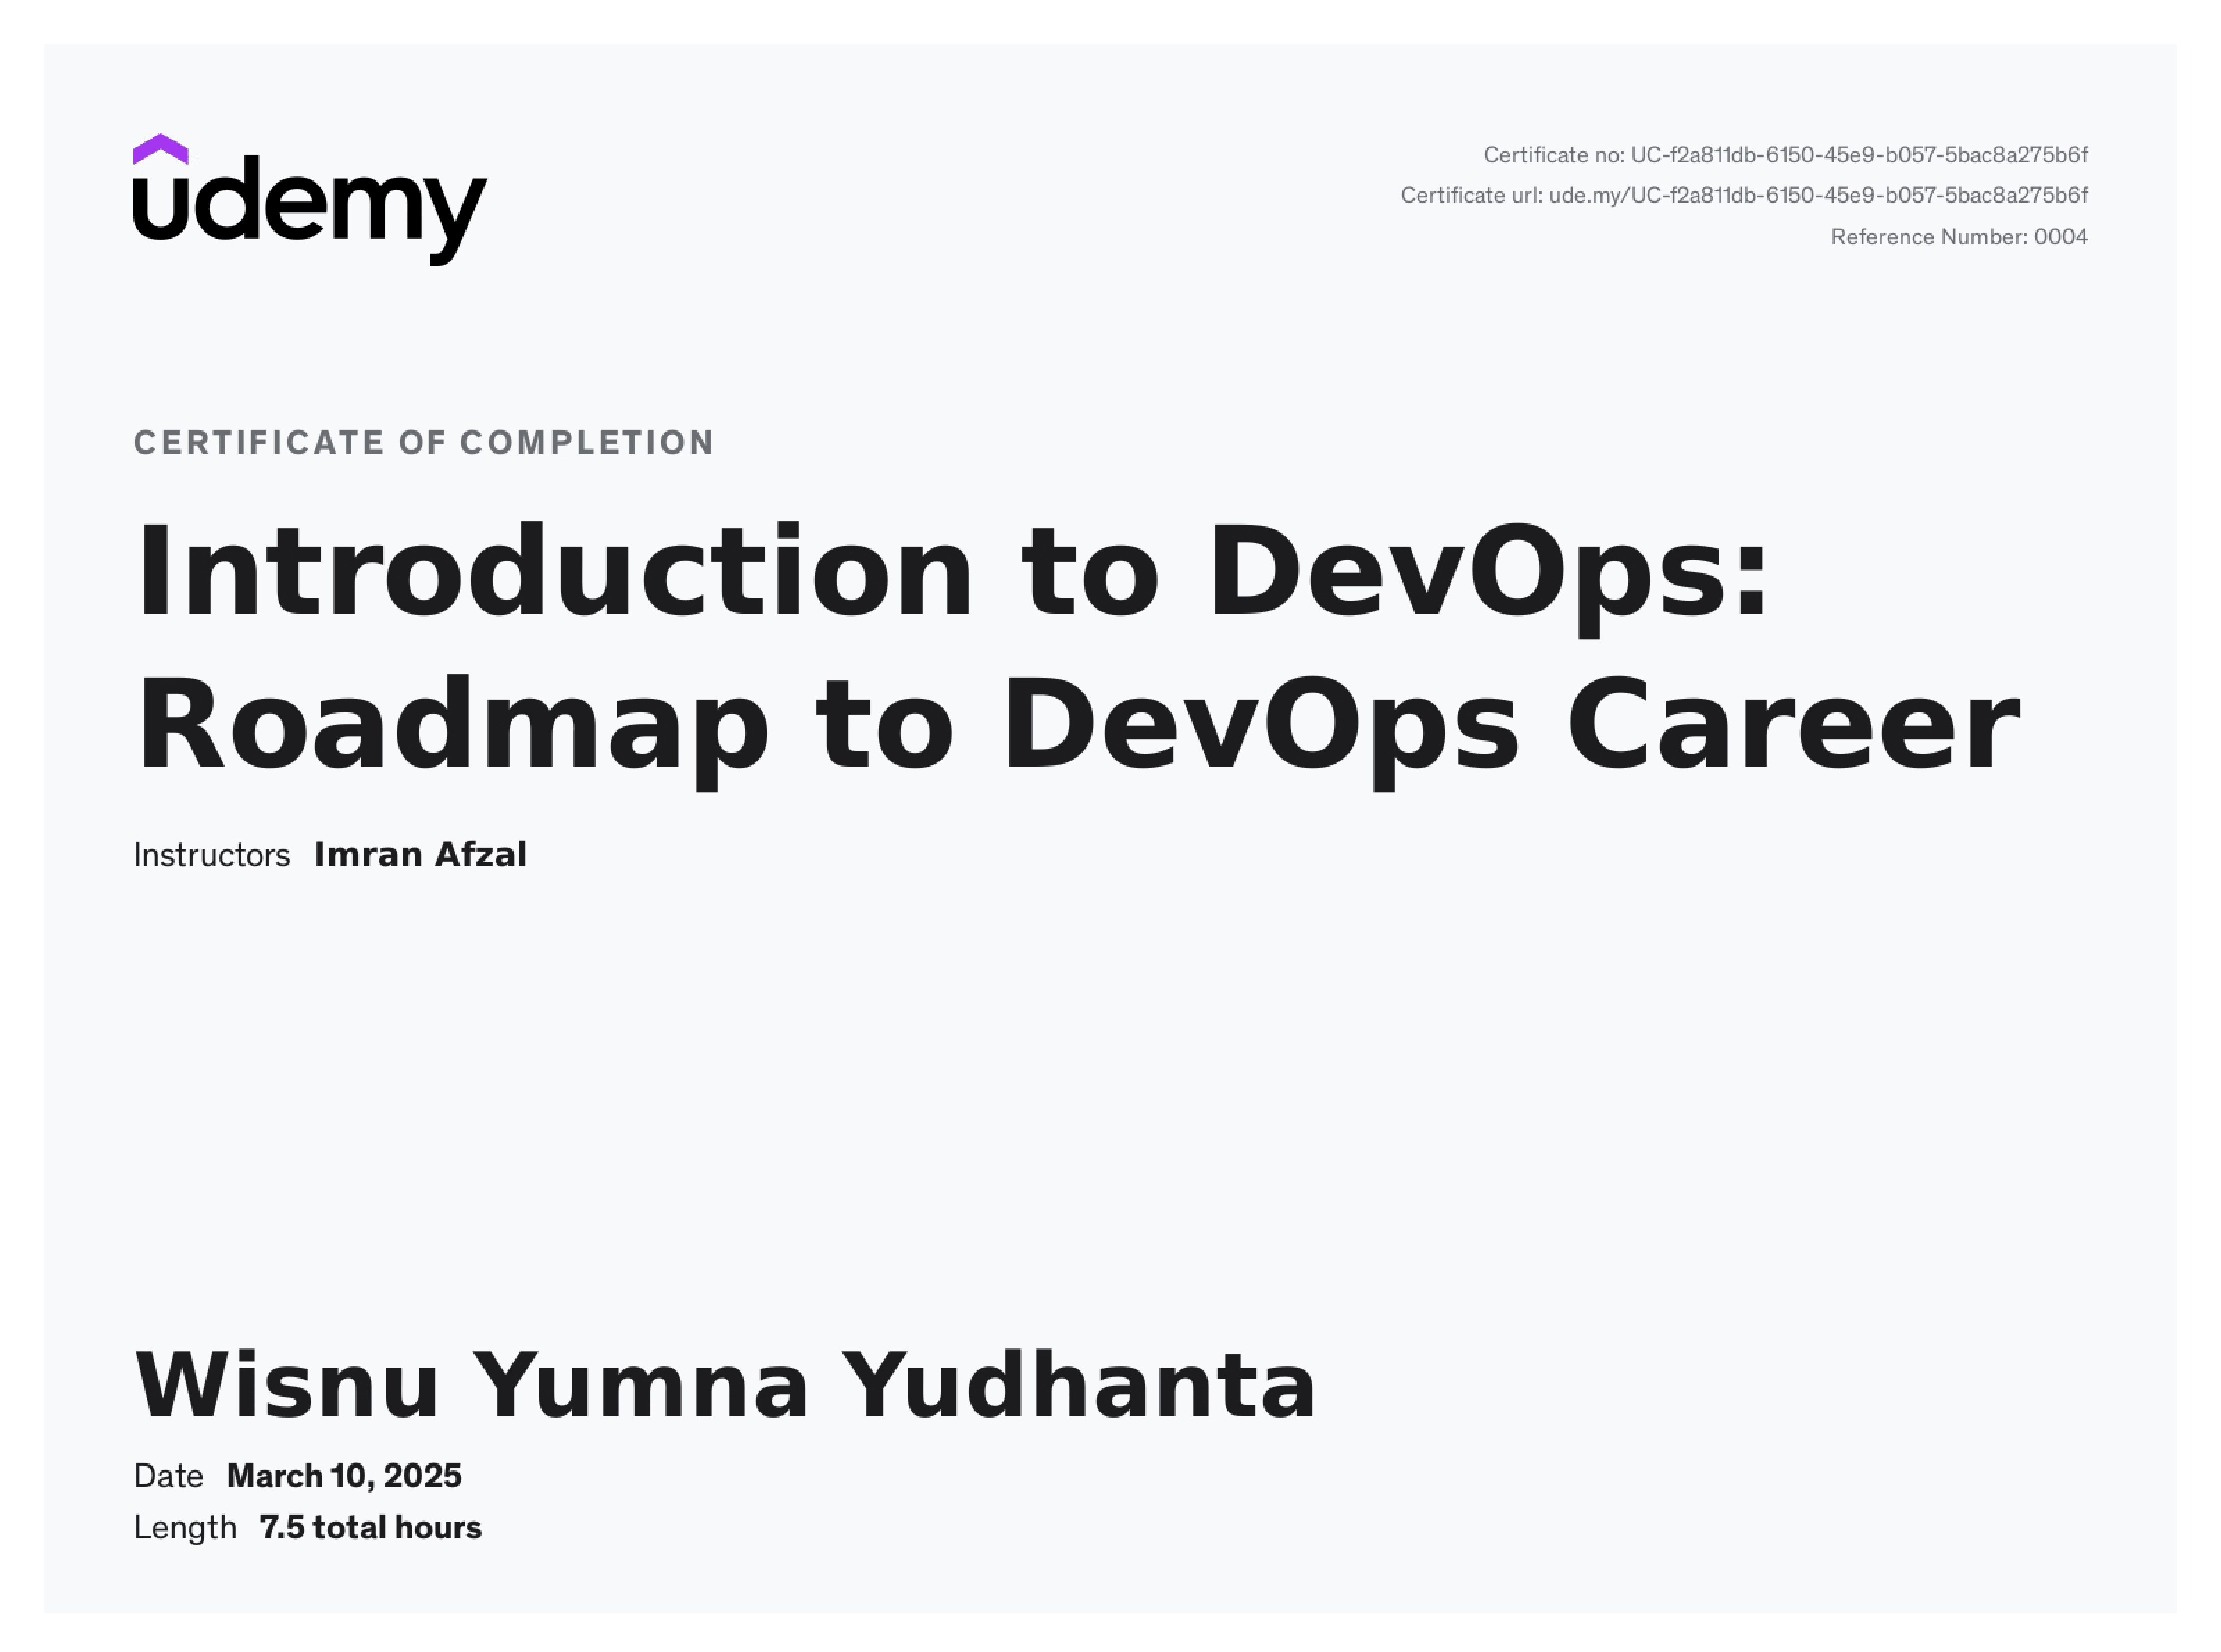 udemy
Certificate no: UC-f2a811db-6150-45e9-b057-5bac8a275b6f
Certificate url: ude.my/UC-f2a811db-6150-45e9-b057-5bac8a275b6f
Reference Number: 0004
CERTIFICATE OF COMPLETION
Introduction to DevOps:
Roadmap to DevOps Career
Instructors Imran Afzal
Wisnu Yumna Yudhanta
Date March 10, 2025
Length 7.5 total hours